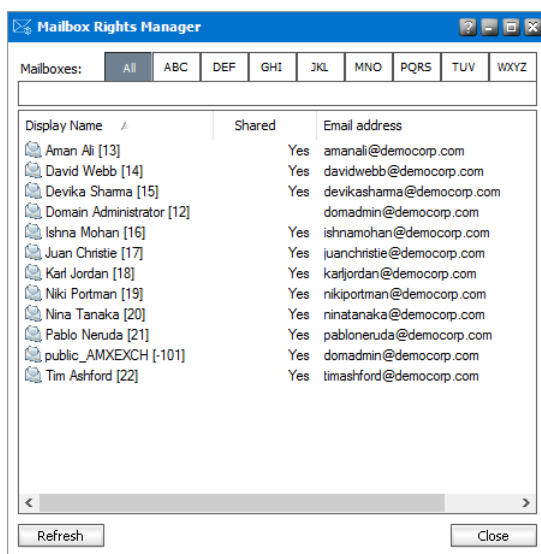 Mailbox Rights Manager
Mailboxes: All ABC DEF GHI JKL MNO PQRS TUV WXYZ
Display Name Shared Email address
Aman Ali [13] Yes amanali@democorp.com
David Webb [14] Yes davidwebb@democorp.com
Devika Sharma [15] Yes devikasharma@democorp.com
Domain Administrator [12] domadmin@democorp.com
Ishna Mohan [16] Yes ishnamohan@democorp.com
Juan Christie [17] Yes juanchristie@democorp.com
Karl Jordan [18] Yes karljordan@democorp.com
Niki Portman [19] Yes nikiportman@democorp.com
Nina Tanaka [20] Yes ninatanaka@democorp.com
Pablo Neruda [21] Yes pabloneruda@democorp.com
public_AMXEXCH [-101] Yes domadmin@democorp.com
Tim Ashford [22] Yes timashford@democorp.com
Refresh Close